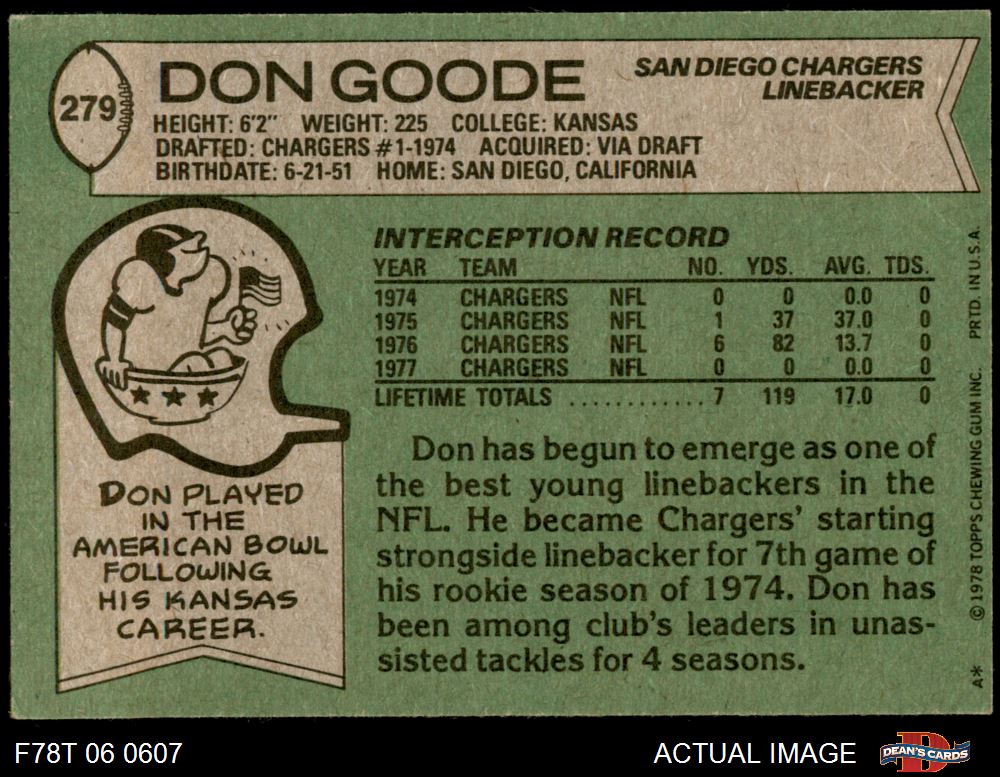 279
DON GOODE
SAN DIEGO CHARGERS
LINEBACKER
HEIGHT: 6'2" WEIGHT: 225 COLLEGE: KANSAS
DRAFTED: CHARGERS #1-1974 ACQUIRED: VIA DRAFT
BIRTHDATE: 6-21-51 HOME: SAN DIEGO, CALIFORNIA
INTERCEPTION RECORD
YEAR TEAM NO. YDS. AVG. TDS.
1974 CHARGERS NFL 0 0 0.0 0
1975 CHARGERS NFL 1 37 37.0 0
1976 CHARGERS NFL 6 82 13.7 0
1977 CHARGERS NFL 0 0 0.0 0
LIFETIME TOTALS ............ 7 119 17.0 0
DON PLAYED
IN THE
AMERICAN BOWL
FOLLOWING
HIS KANSAS
CAREER.
Don has begun to emerge as one of
the best young linebackers in the
NFL. He became Chargers' starting
strongside linebacker for 7th game of
his rookie season of 1974. Don has
been among club's leaders in unas-
sisted tackles for 4 seasons.
A* © 1978 TOPPS CHEWING GUM INC. PRTD. IN U.S.A.
F78T 06 0607
ACTUAL IMAGE
D
DEAN'S CARDS